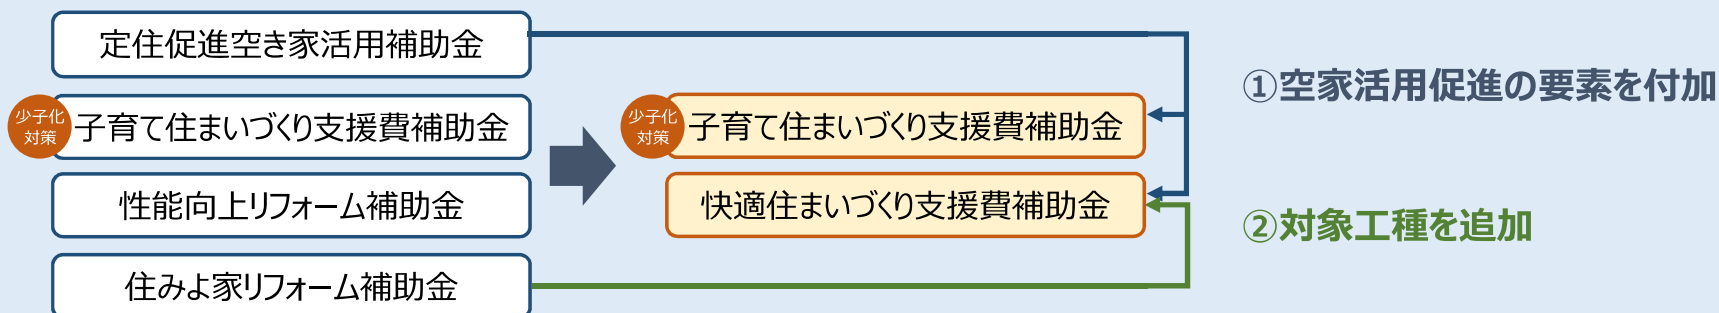 定住促進空き家活用補助金
少子化
対策
子育て住まいづくり支援費補助金
性能向上リフォーム補助金
住みよ家リフォーム補助金
少子化
対策
子育て住まいづくり支援費補助金
快適住まいづくり支援費補助金
①空家活用促進の要素を付加
②対象工種を追加